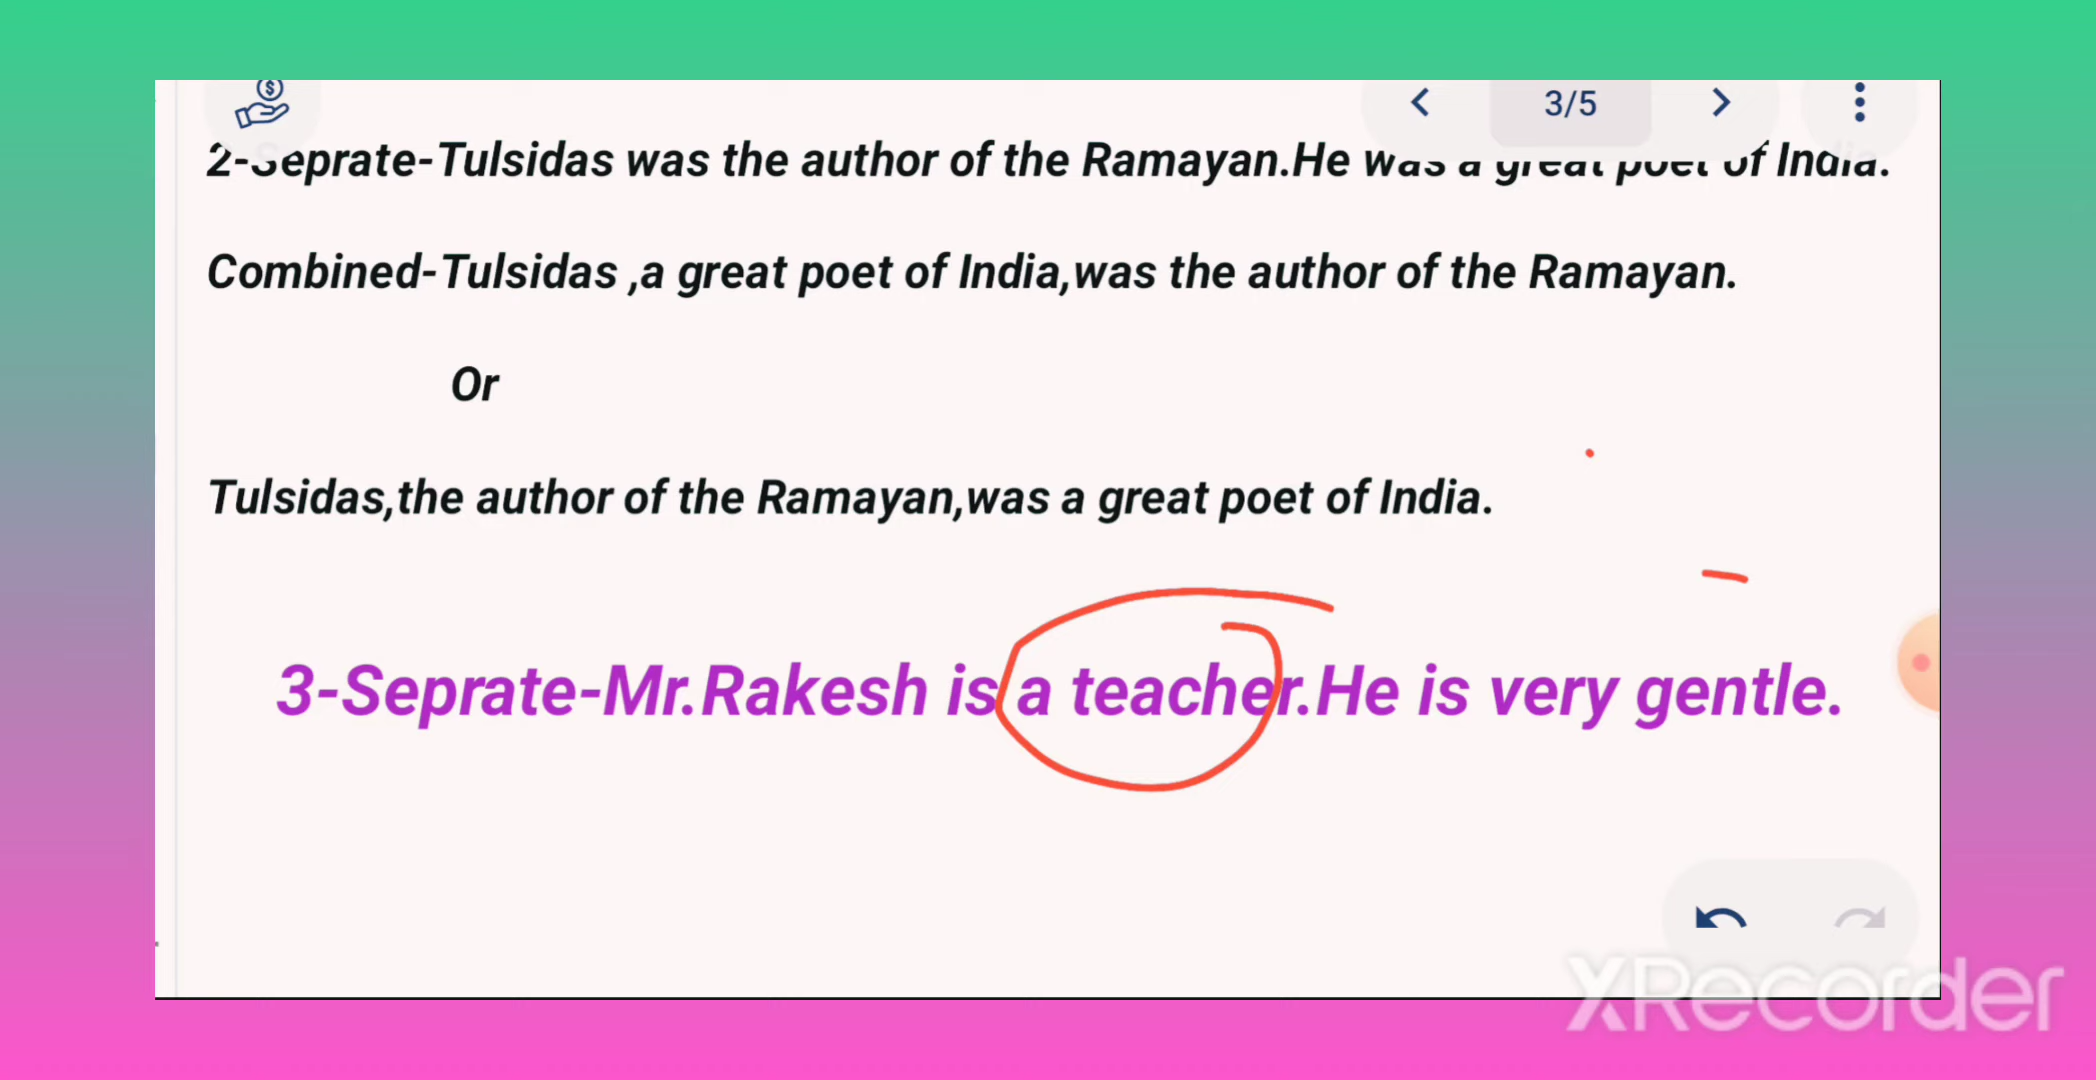 3/5
2-Seprate-Tulsidas was the author of the Ramayan.He was a great poet of India.
Combined-Tulsidas ,a great poet of India,was the author of the Ramayan.
Or
Tulsidas,the author of the Ramayan,was a great poet of India.
3-Seprate-Mr.Rakesh is a teacher.He is very gentle.
XRecorder